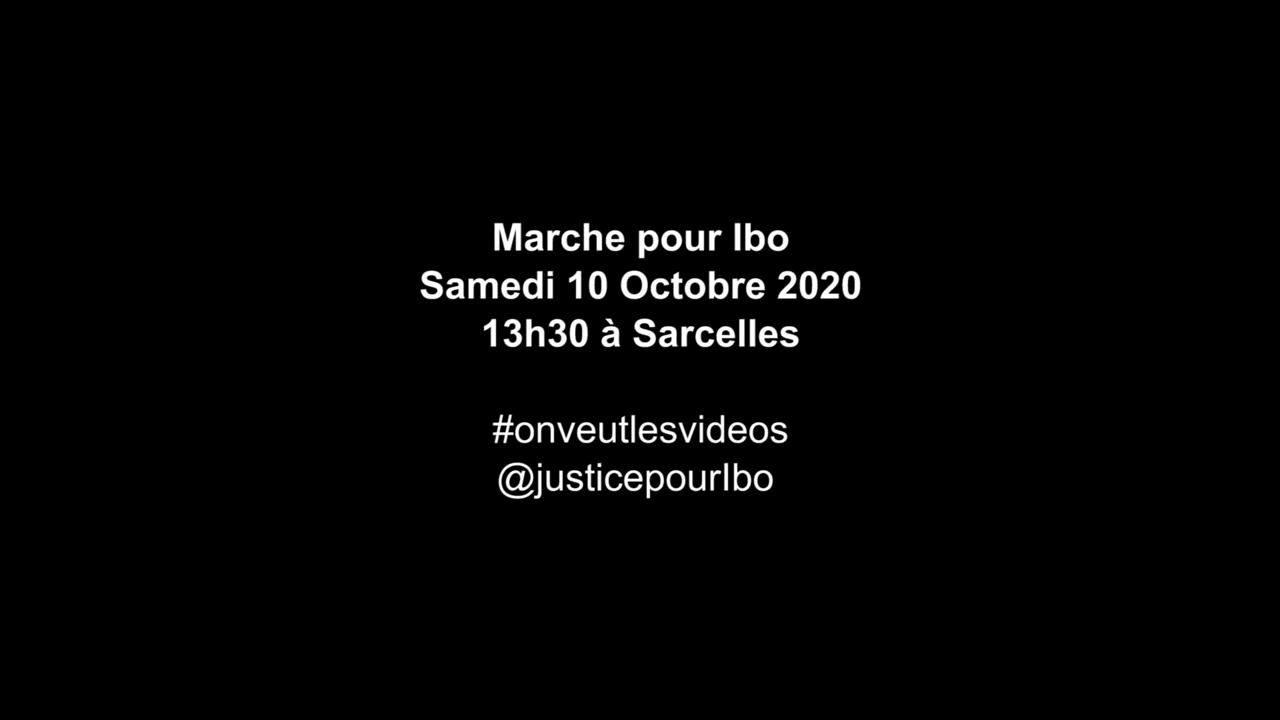 Marche pour Ibo
Samedi 10 Octobre 2020
13h30 à Sarcelles
#onveutlesvideos
@justicepourIbo